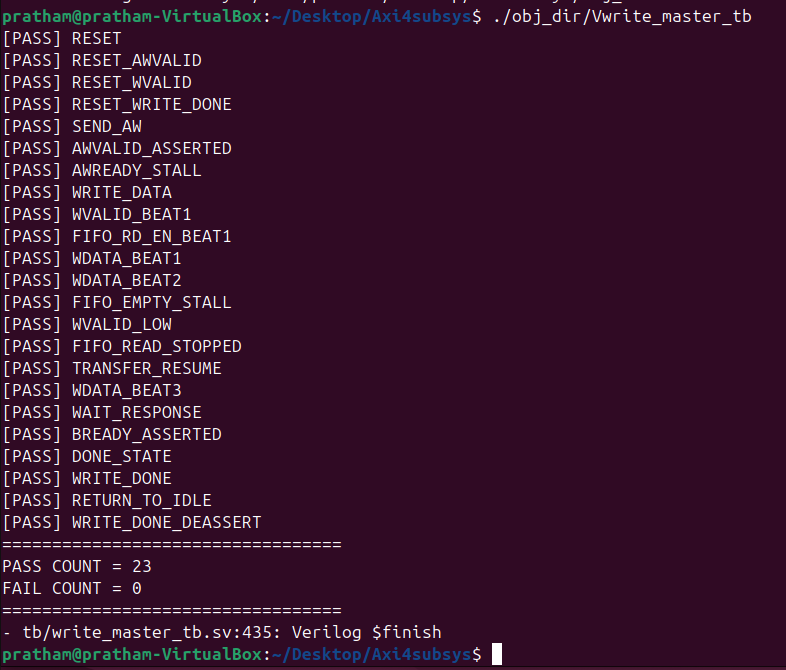 pratham@pratham-VirtualBox:~/Desktop/Axi4subsys$ ./obj_dir/Vwrite_master_tb
[PASS] RESET
[PASS] RESET_AWVALID
[PASS] RESET_WVALID
[PASS] RESET_WRITE_DONE
[PASS] SEND_AW
[PASS] AWVALID_ASSERTED
[PASS] AWREADY_STALL
[PASS] WRITE_DATA
[PASS] WVALID_BEAT1
[PASS] FIFO_RD_EN_BEAT1
[PASS] WDATA_BEAT1
[PASS] WDATA_BEAT2
[PASS] FIFO_EMPTY_STALL
[PASS] WVALID_LOW
[PASS] FIFO_READ_STOPPED
[PASS] TRANSFER_RESUME
[PASS] WDATA_BEAT3
[PASS] WAIT_RESPONSE
[PASS] BREADY_ASSERTED
[PASS] DONE_STATE
[PASS] WRITE_DONE
[PASS] RETURN_TO_IDLE
[PASS] WRITE_DONE_DEASSERT
==================================
PASS COUNT = 23
FAIL COUNT = 0
==================================
- tb/write_master_tb.sv:435: Verilog $finish
pratham@pratham-VirtualBox:~/Desktop/Axi4subsys$